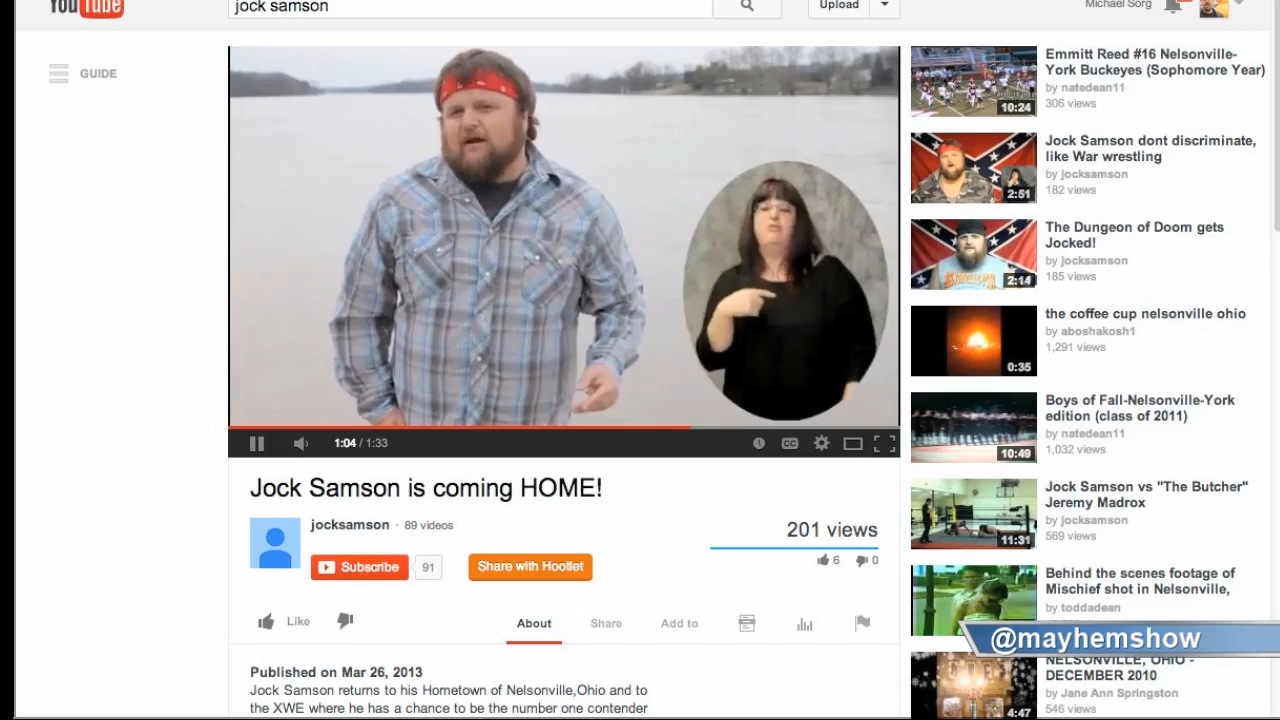 YouTube
jock samson
Upload
Michael Sorg
GUIDE
1:04 / 1:33
CC
Jock Samson is coming HOME!
jocksamson · 89 videos
Subscribe
91
Share with Hootlet
201 views
6
0
Like
About
Share
Add to
Published on Mar 26, 2013
Jock Samson returns to his Hometown of Nelsonville,Ohio and to
the XWE where he has a chance to be the number one contender
Emmitt Reed #16 Nelsonville-
York Buckeyes (Sophomore Year)
by natedean11
306 views
10:24
Jock Samson dont discriminate,
like War wrestling
by jocksamson
182 views
2:51
The Dungeon of Doom gets
Jocked!
by jocksamson
185 views
2:14
the coffee cup nelsonville ohio
by aboshakosh1
1,291 views
0:35
Boys of Fall-Nelsonville-York
edition (class of 2011)
by natedean11
1,032 views
10:49
Jock Samson vs "The Butcher"
Jeremy Madrox
by jocksamson
569 views
11:31
Behind the scenes footage of
Mischief shot in Nelsonville,
by toddadean
@mayhemshow
NELSONVILLE, OHIO -
DECEMBER 2010
by Jane Ann Springston
546 views
4:47